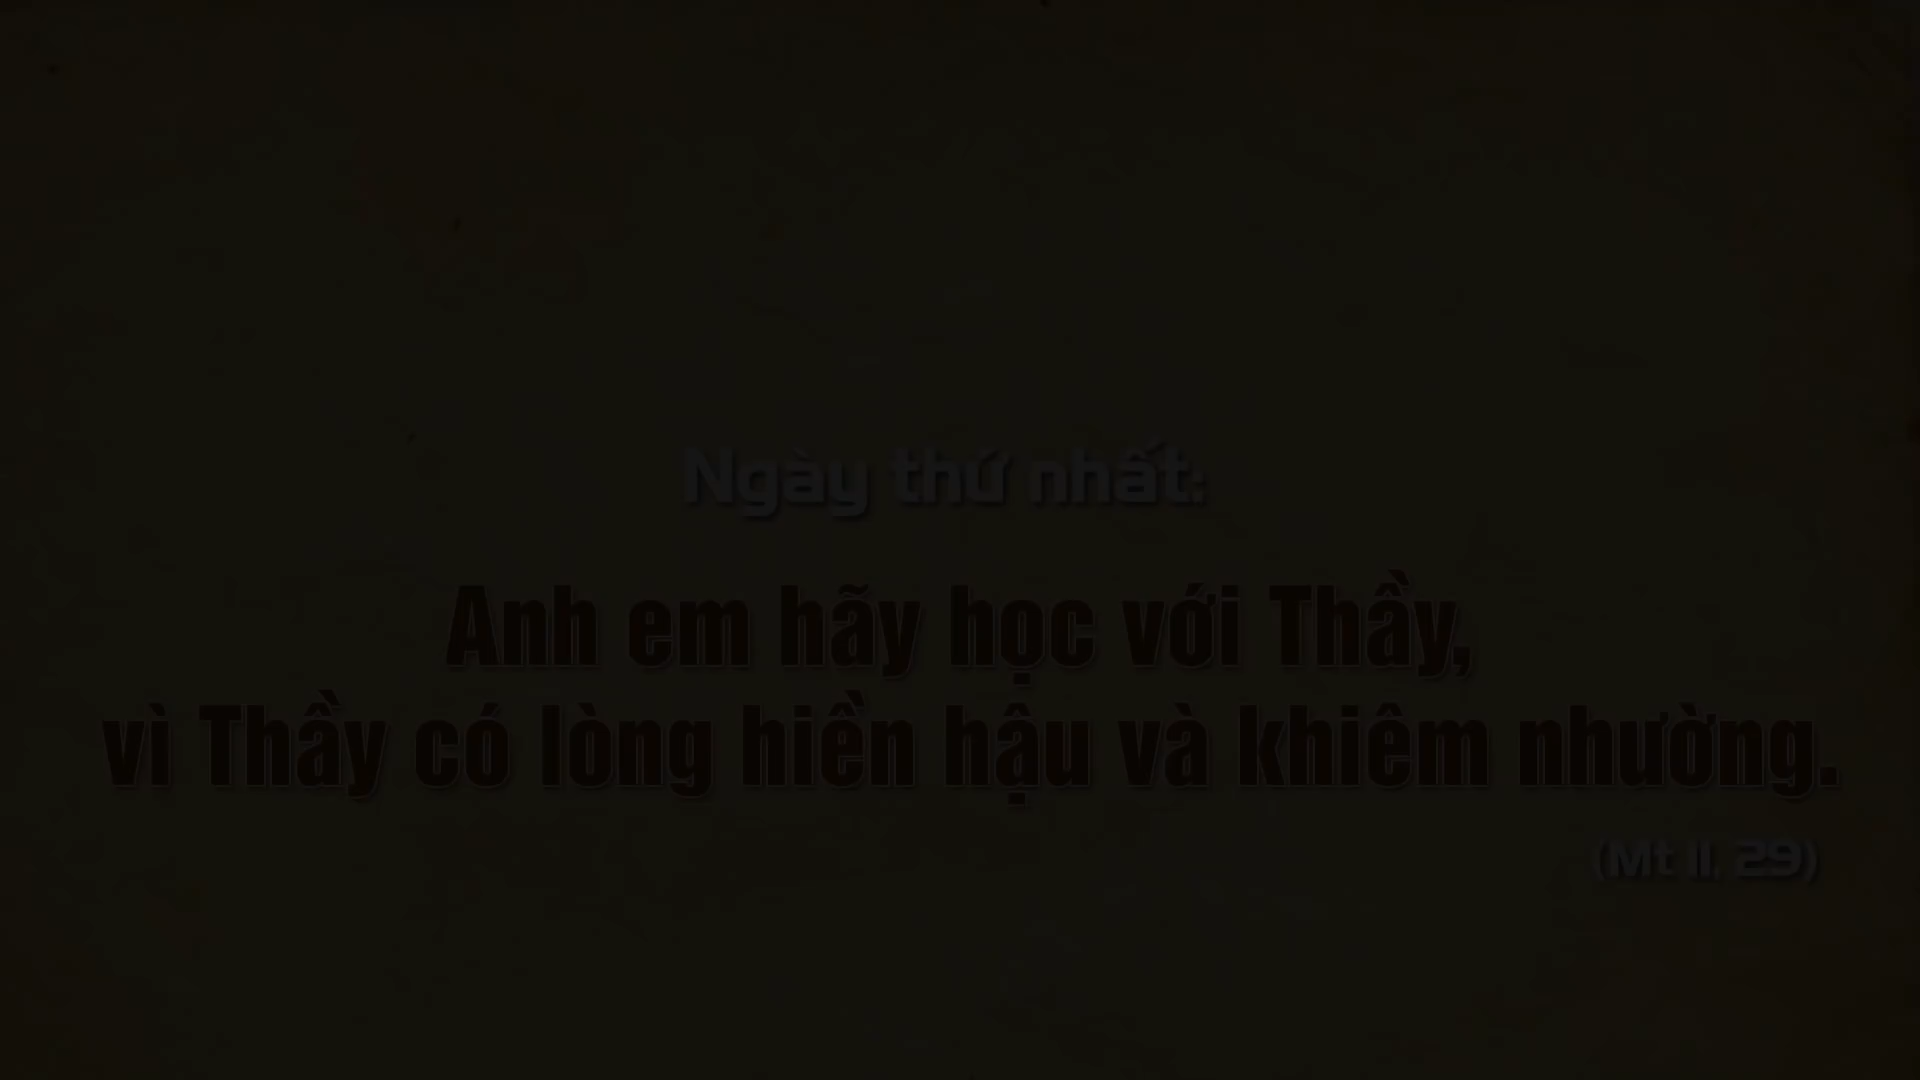 Ngày thứ nhất:
Anh em hãy học với Thầy,
vì Thầy có lòng hiền hậu và khiêm nhường.
(Mt 11, 29)